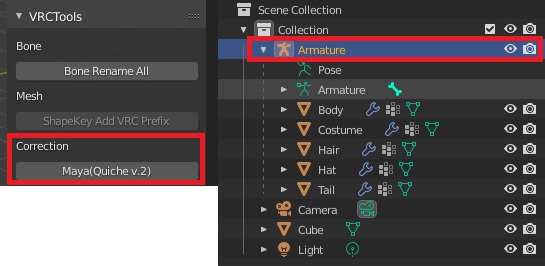 VRCTools
Bone
Bone Rename All
Mesh
ShapeKey Add VRC Prefix
Correction
Maya(Quiche v.2)
Scene Collection
Collection
Armature
Pose
Armature
Body
Costume
Hair
Hat
Tail
Camera
Cube
Light